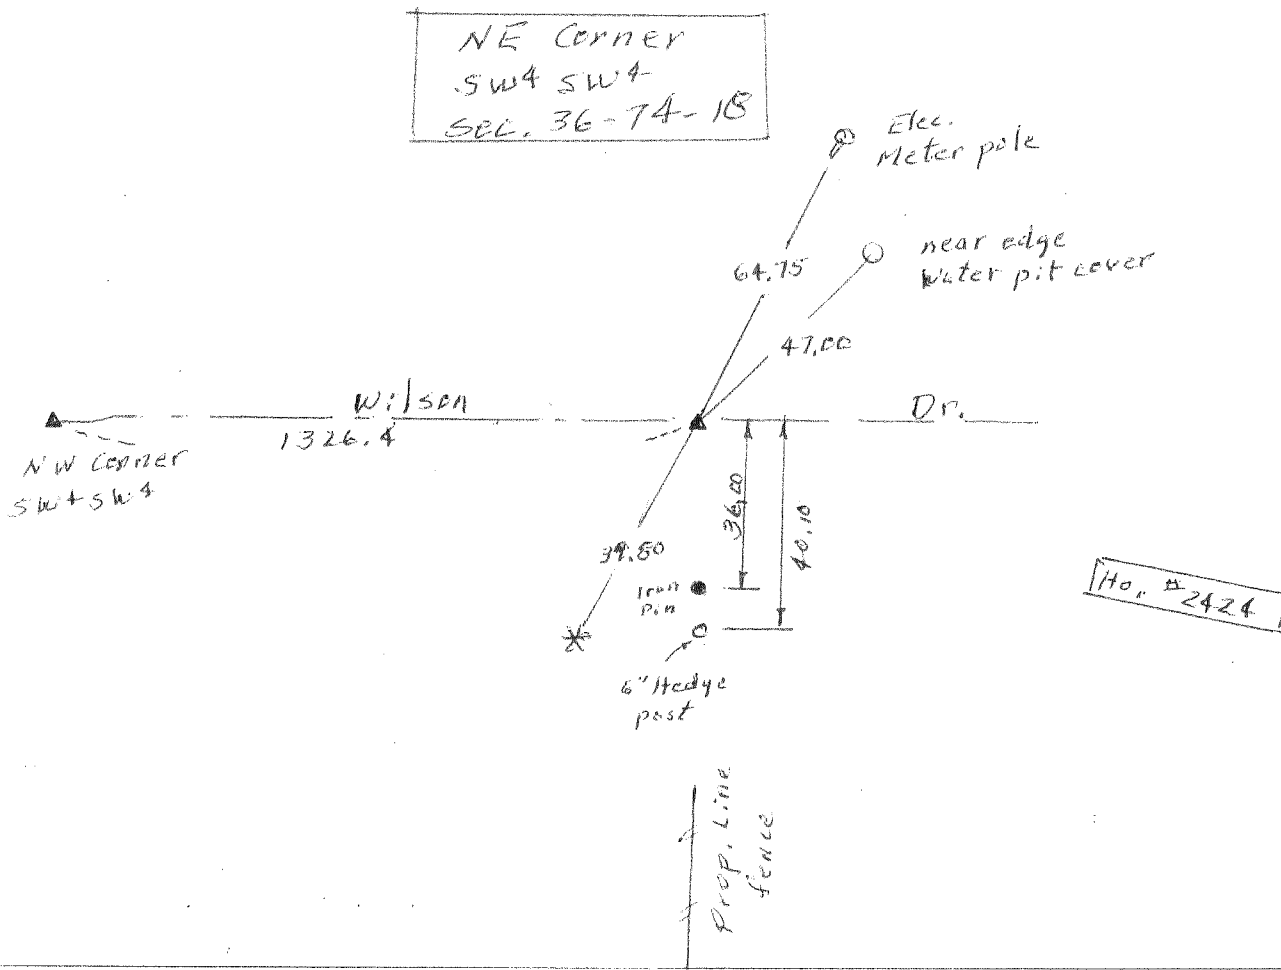 NE Corner
SW4 SW4
Sec. 36-74-18
Elec.
Meter pole
near edge
Water pit cover
64.75
47.00
Wilson Dr.
1326.4
NW Corner
SW4 SW4
36.00
40.10
Iron
Pin
6" Hedge
post
Ho. #2424
Prop. Line
fence